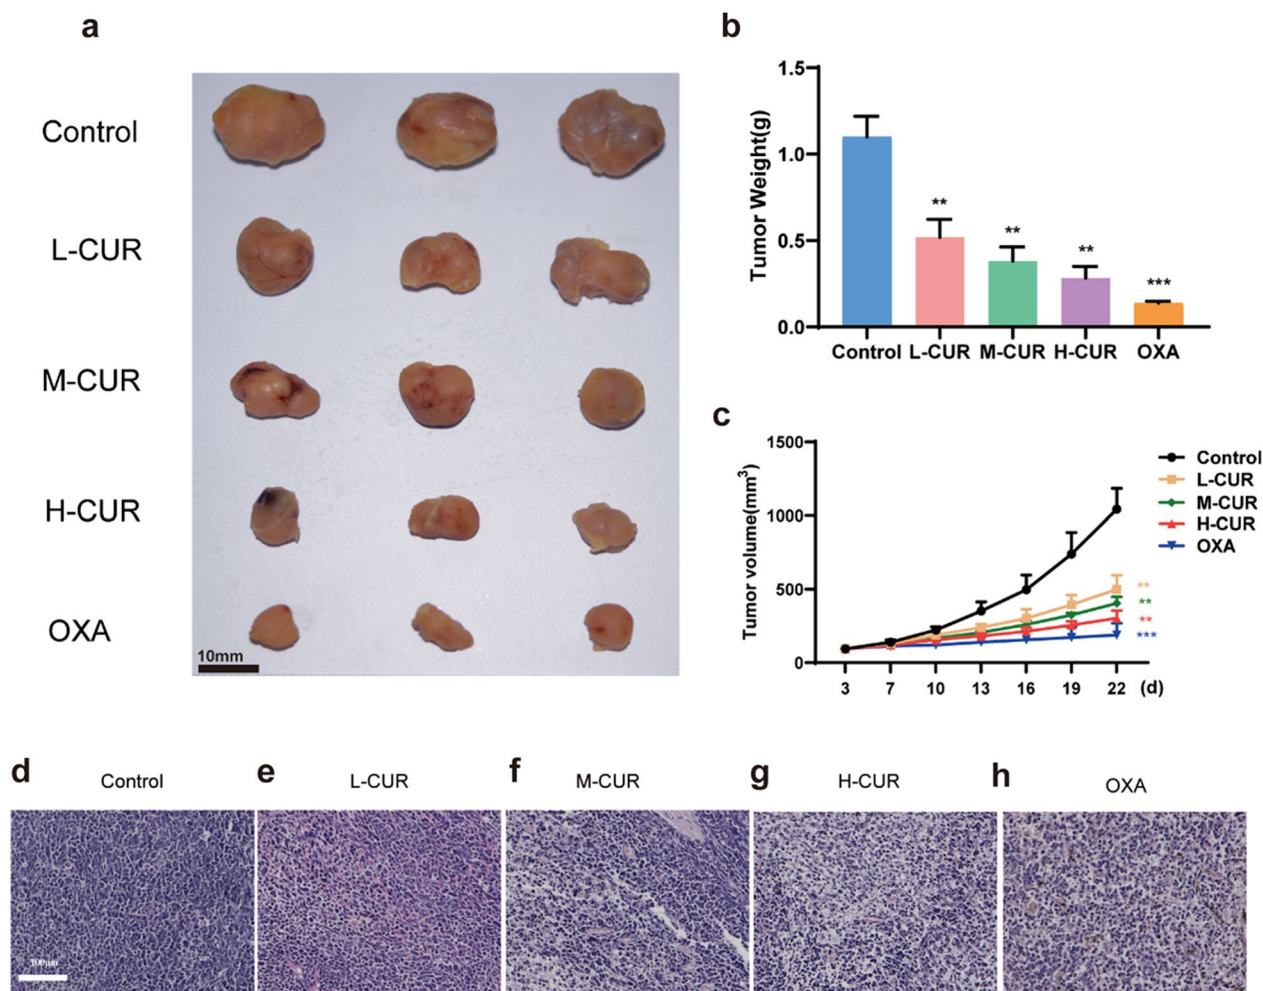 a
Control
L-CUR
M-CUR
H-CUR
OXA
10mm
b
Tumor Weight(g)
1.5
1.0
0.5
0.0
** ** ** ***
Control L-CUR M-CUR H-CUR OXA
c
Tumor volume(mm³)
1500
1000
500
0
3 7 10 13 16 19 22 (d)
Control
L-CUR
M-CUR
H-CUR
OXA
**
**
**
***
d Control
e L-CUR
f M-CUR
g H-CUR
h OXA
100μm